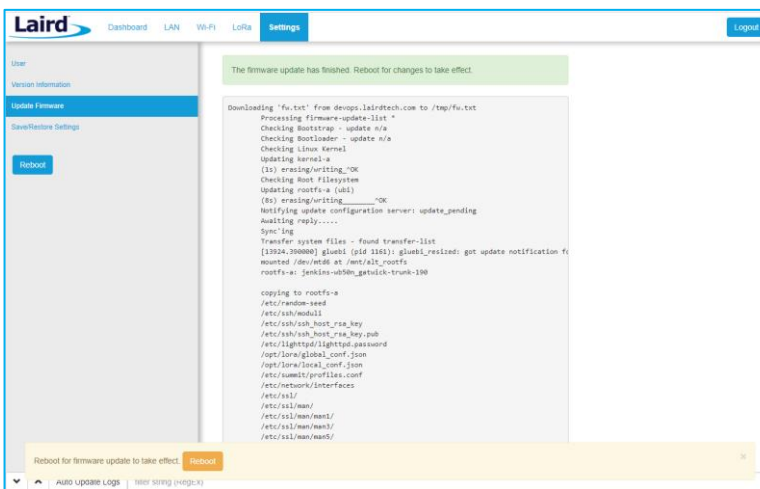 Laird
Dashboard LAN Wi-Fi LoRa Settings Logout
User
Version Information
Update Firmware
Save/Restore Settings
Reboot
The firmware update has finished. Reboot for changes to take effect.
Downloading 'fw.txt' from devops.lairdtech.com to /tmp/fw.txt
Processing firmware-update-list *
Checking Bootstrap - update n/a
Checking Bootloader - update n/a
Checking Linux Kernel
Updating kernel-a
(1s) erasing/writing_^OK
Checking Root Filesystem
Updating rootfs-a (ubi)
(8s) erasing/writing________^OK
Notifying update configuration server: update_pending
Awaiting reply.....
Sync'ing
Transfer system files - found transfer-list
[13924.390000] gluebi (pid 1161): gluebi_resized: got update notification fo
mounted /dev/mtd6 at /mnt/alt_rootfs
rootfs-a: jenkins-wb50n_gatwick-trunk-190
copying to rootfs-a
/etc/random-seed
/etc/ssh/moduli
/etc/ssh/ssh_host_rsa_key
/etc/ssh/ssh_host_rsa_key.pub
/etc/lighttpd/lighttpd.password
/opt/lora/global_conf.json
/opt/lora/local_conf.json
/etc/summit/profiles.conf
/etc/network/interfaces
/etc/ssl/
/etc/ssl/man/
/etc/ssl/man/man1/
/etc/ssl/man/man3/
/etc/ssl/man/man5/
Reboot for firmware update to take effect. Reboot ×
Auto Update Logs filter string (RegEx)